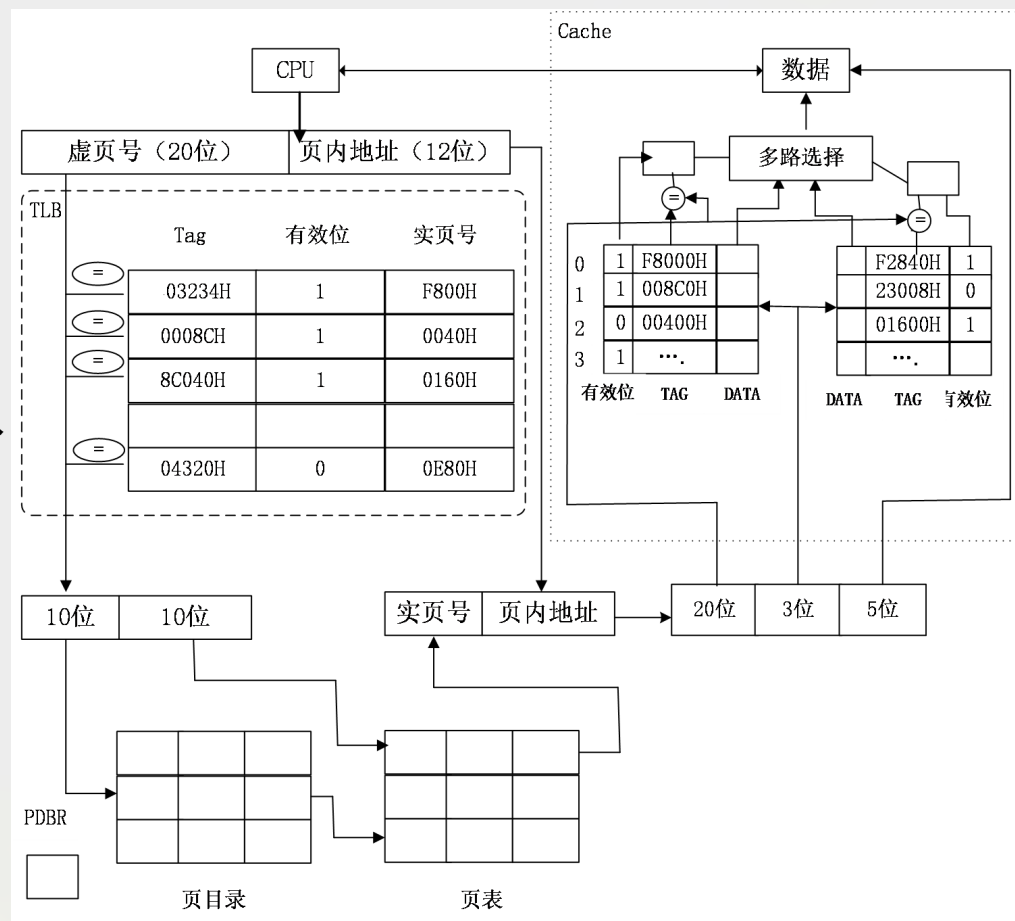 Cache
CPU
数据
虚页号（20位）
页内地址（12位）
多路选择
TLB
Tag 有效位 实页号
=
=
=
=
=
=
03234H 1 F800H
0008CH 1 0040H
8C040H 1 0160H
04320H 0 0E80H
0 1 F8000H
1 1 008C0H
2 0 00400H
3 1 ….
有效位 TAG DATA
F2840H 1
23008H 0
01600H 1
….
DATA TAG 有效位
10位 10位
实页号 页内地址
20位 3位 5位
PDBR
页目录
页表